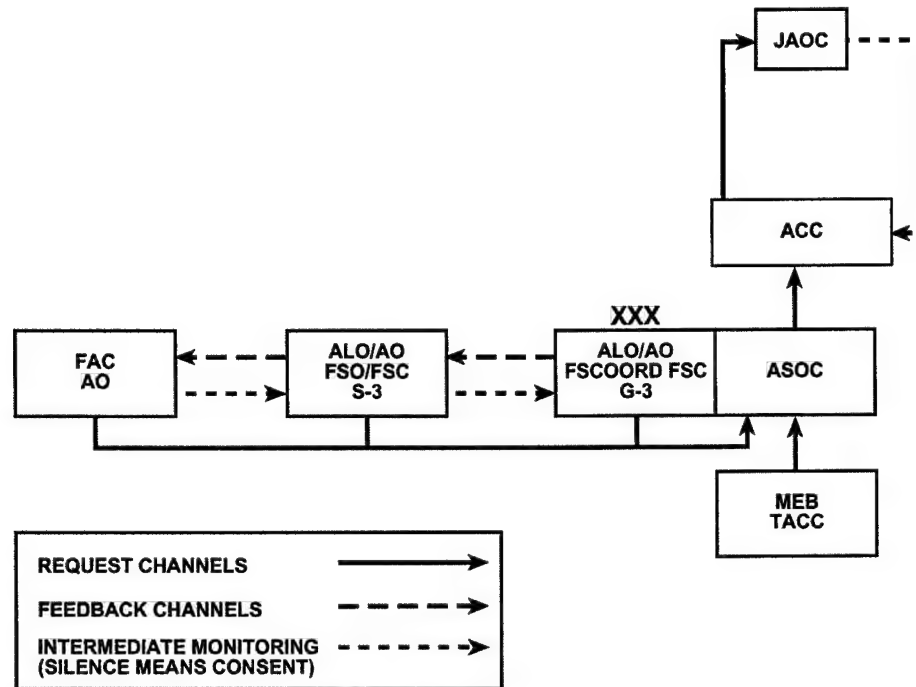 JAOC
ACC
XXX
FAC
AO
ALO/AO
FSO/FSC
S-3
ALO/AO
FSCOORD FSC
G-3
ASOC
MEB
TACC
REQUEST CHANNELS
FEEDBACK CHANNELS
INTERMEDIATE MONITORING
(SILENCE MEANS CONSENT)